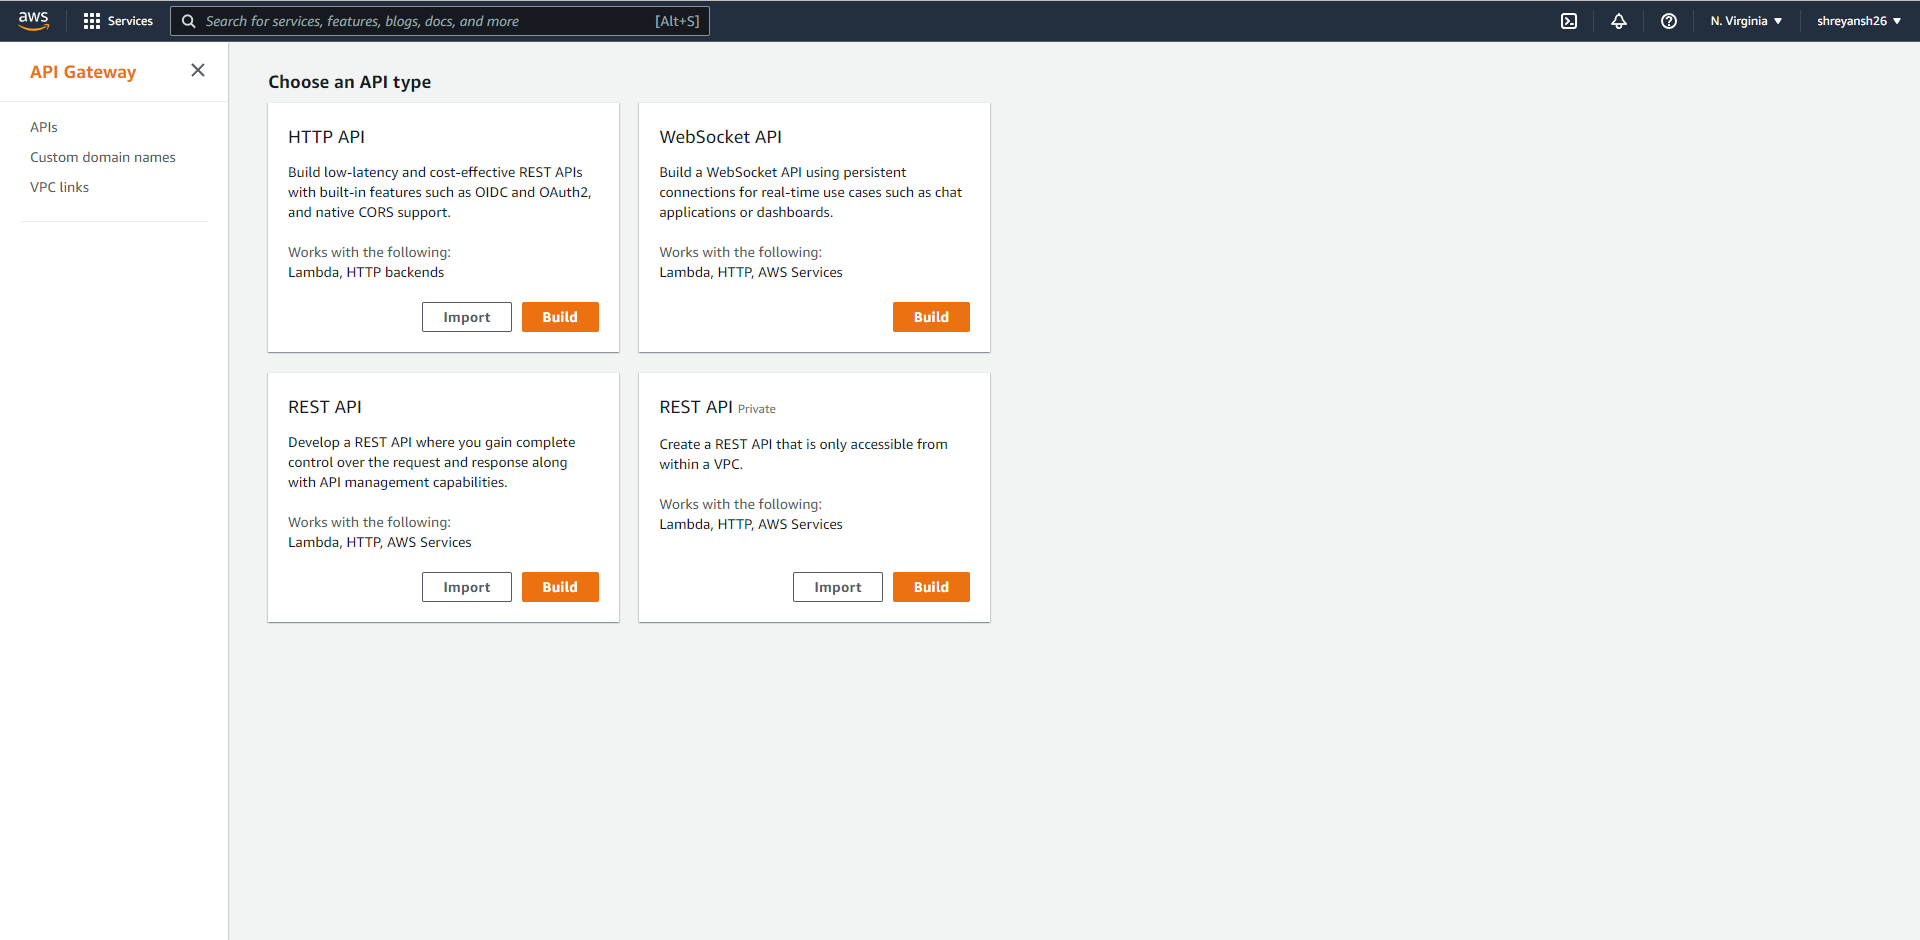 aws
Services
Search for services, features, blogs, docs, and more
[Alt+S]
N. Virginia
shreyansh26
API Gateway
APIs
Custom domain names
VPC links
Choose an API type
HTTP API
Build low-latency and cost-effective REST APIs
with built-in features such as OIDC and OAuth2,
and native CORS support.
Works with the following:
Lambda, HTTP backends
Import
Build
WebSocket API
Build a WebSocket API using persistent
connections for real-time use cases such as chat
applications or dashboards.
Works with the following:
Lambda, HTTP, AWS Services
Build
REST API
Develop a REST API where you gain complete
control over the request and response along
with API management capabilities.
Works with the following:
Lambda, HTTP, AWS Services
Import
Build
REST API Private
Create a REST API that is only accessible from
within a VPC.
Works with the following:
Lambda, HTTP, AWS Services
Import
Build